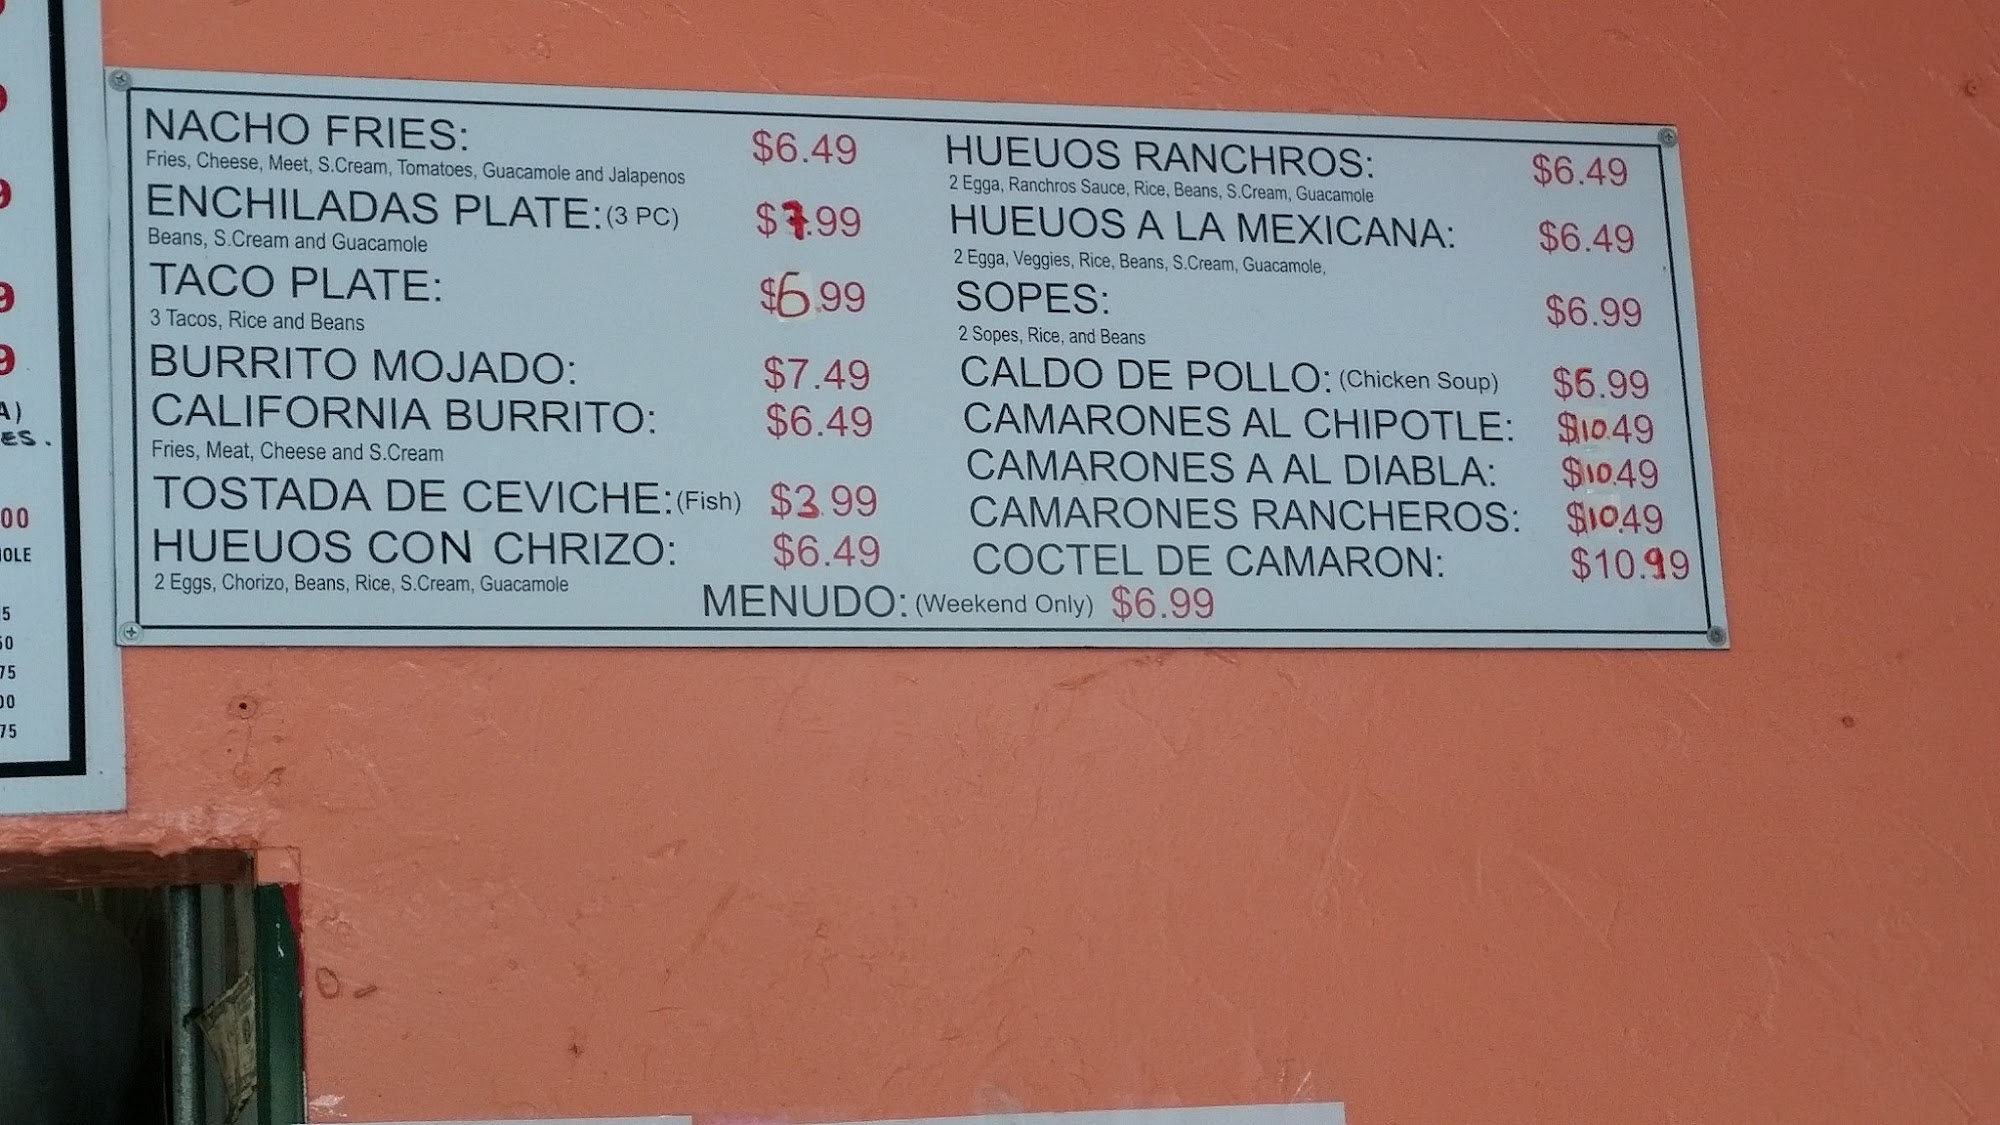 NACHO FRIES: $6.49
Fries, Cheese, Meet, S.Cream, Tomatoes, Guacamole and Jalapenos
ENCHILADAS PLATE: (3 PC) $7.99
Beans, S.Cream and Guacamole
TACO PLATE: $6.99
3 Tacos, Rice and Beans
BURRITO MOJADO: $7.49
CALIFORNIA BURRITO: $6.49
Fries, Meat, Cheese and S.Cream
TOSTADA DE CEVICHE: (Fish) $3.99
HUEUOS CON CHRIZO: $6.49
2 Eggs, Chorizo, Beans, Rice, S.Cream, Guacamole
HUEUOS RANCHROS: $6.49
2 Egga, Ranchros Sauce, Rice, Beans, S.Cream, Guacamole
HUEUOS A LA MEXICANA: $6.49
2 Egga, Veggies, Rice, Beans, S.Cream, Guacamole,
SOPES: $6.99
2 Sopes, Rice, and Beans
CALDO DE POLLO: (Chicken Soup) $6.99
CAMARONES AL CHIPOTLE: $10.49
CAMARONES A AL DIABLA: $10.49
CAMARONES RANCHEROS: $10.49
COCTEL DE CAMARON: $10.99
MENUDO: (Weekend Only) $6.99